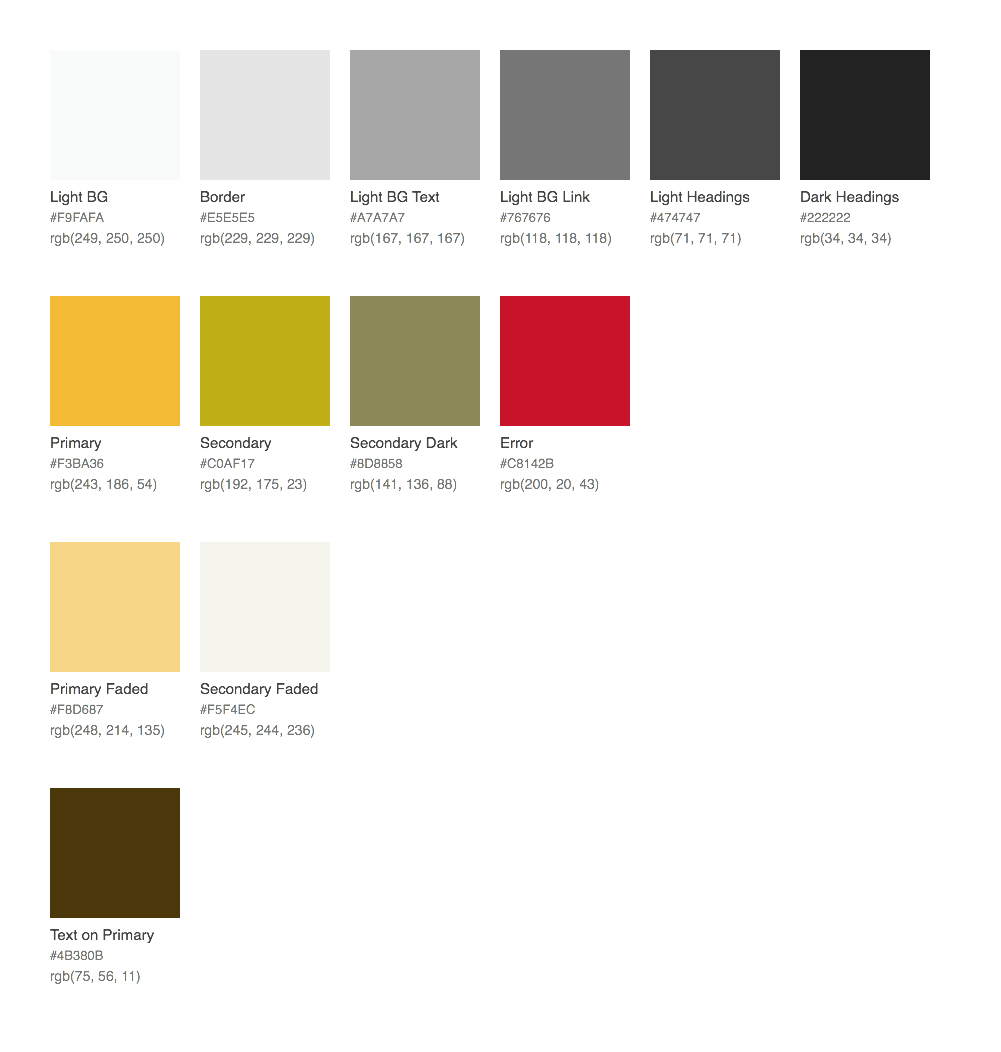 Light BG
#F9FAFA
rgb(249, 250, 250)
Border
#E5E5E5
rgb(229, 229, 229)
Light BG Text
#A7A7A7
rgb(167, 167, 167)
Light BG Link
#767676
rgb(118, 118, 118)
Light Headings
#474747
rgb(71, 71, 71)
Dark Headings
#222222
rgb(34, 34, 34)
Primary
#F3BA36
rgb(243, 186, 54)
Secondary
#C0AF17
rgb(192, 175, 23)
Secondary Dark
#8D8858
rgb(141, 136, 88)
Error
#C8142B
rgb(200, 20, 43)
Primary Faded
#F8D687
rgb(248, 214, 135)
Secondary Faded
#F5F4EC
rgb(245, 244, 236)
Text on Primary
#4B380B
rgb(75, 56, 11)